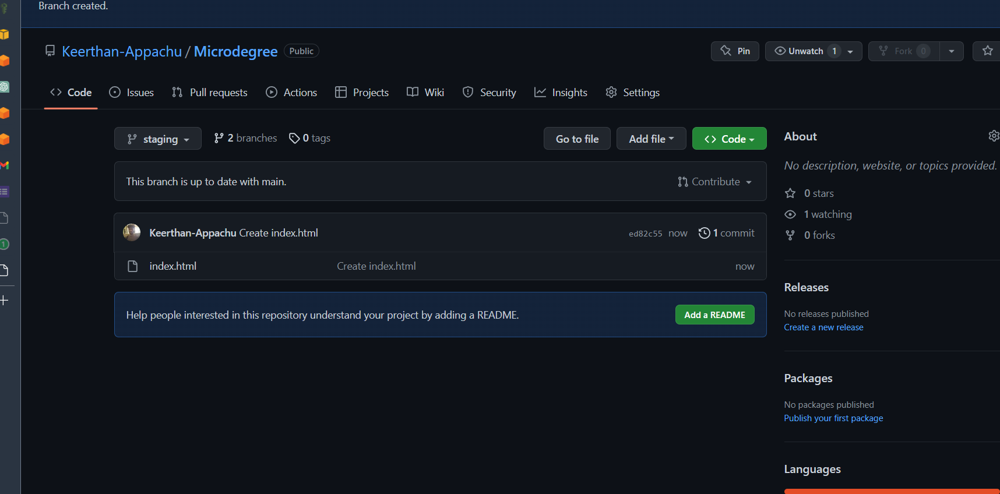 Branch created.
Keerthan-Appachu / Microdegree Public
Pin
Unwatch 1
Fork 0
Code
Issues
Pull requests
Actions
Projects
Wiki
Security
Insights
Settings
staging
2 branches
0 tags
Go to file
Add file
Code
This branch is up to date with main.
Contribute
Keerthan-Appachu Create index.html
ed82c55 now
1 commit
index.html
Create index.html
now
Help people interested in this repository understand your project by adding a README.
Add a README
About
No description, website, or topics provided.
0 stars
1 watching
0 forks
Releases
No releases published
Create a new release
Packages
No packages published
Publish your first package
Languages
1